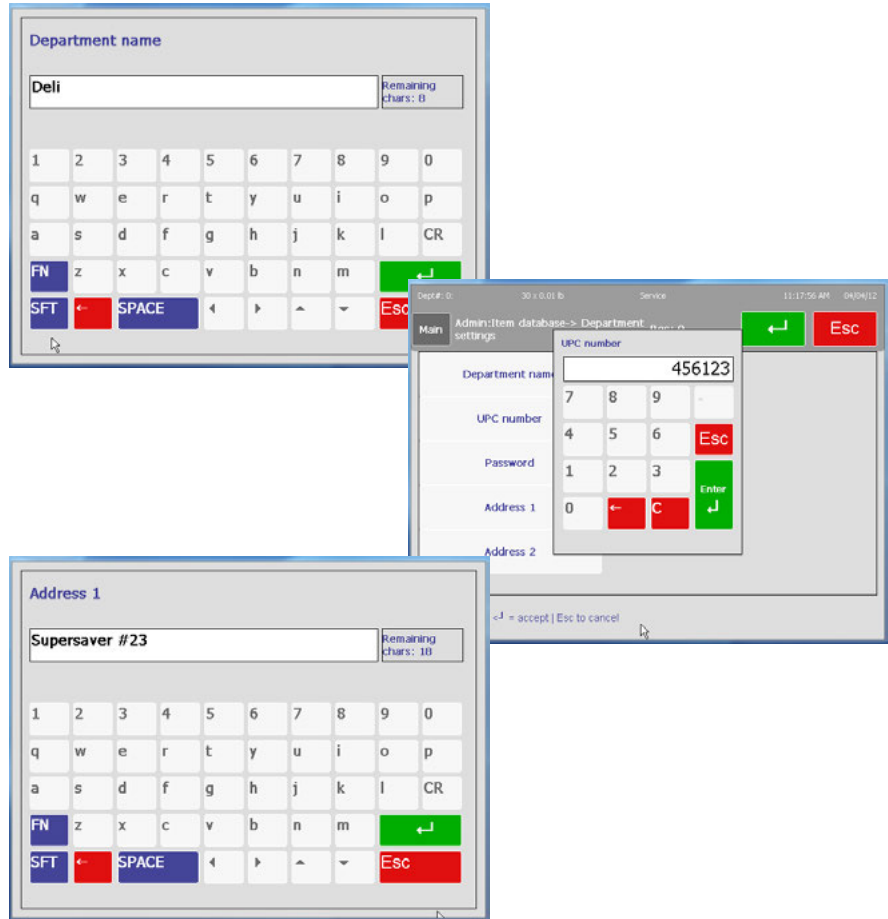 Department name
Deli
Remaining
chars: 8
1 2 3 4 5 6 7 8 9 0
q w e r t y u i o p
a s d f g h j k l CR
FN z x c v b n m
SFT ← SPACE Esc
Dept#: 0: 30 x 0.01 lb Service 11:17:56 AM 04/04/12
Main Admin:Item database-> Department
settings
Esc
UPC number
456123
7 8 9 -
4 5 6 Esc
1 2 3 Enter
0 ← C
Department name
UPC number
Password
Address 1
Address 2
= accept | Esc to cancel
Address 1
Supersaver #23
Remaining
chars: 18
1 2 3 4 5 6 7 8 9 0
q w e r t y u i o p
a s d f g h j k l CR
FN z x c v b n m
SFT ← SPACE Esc